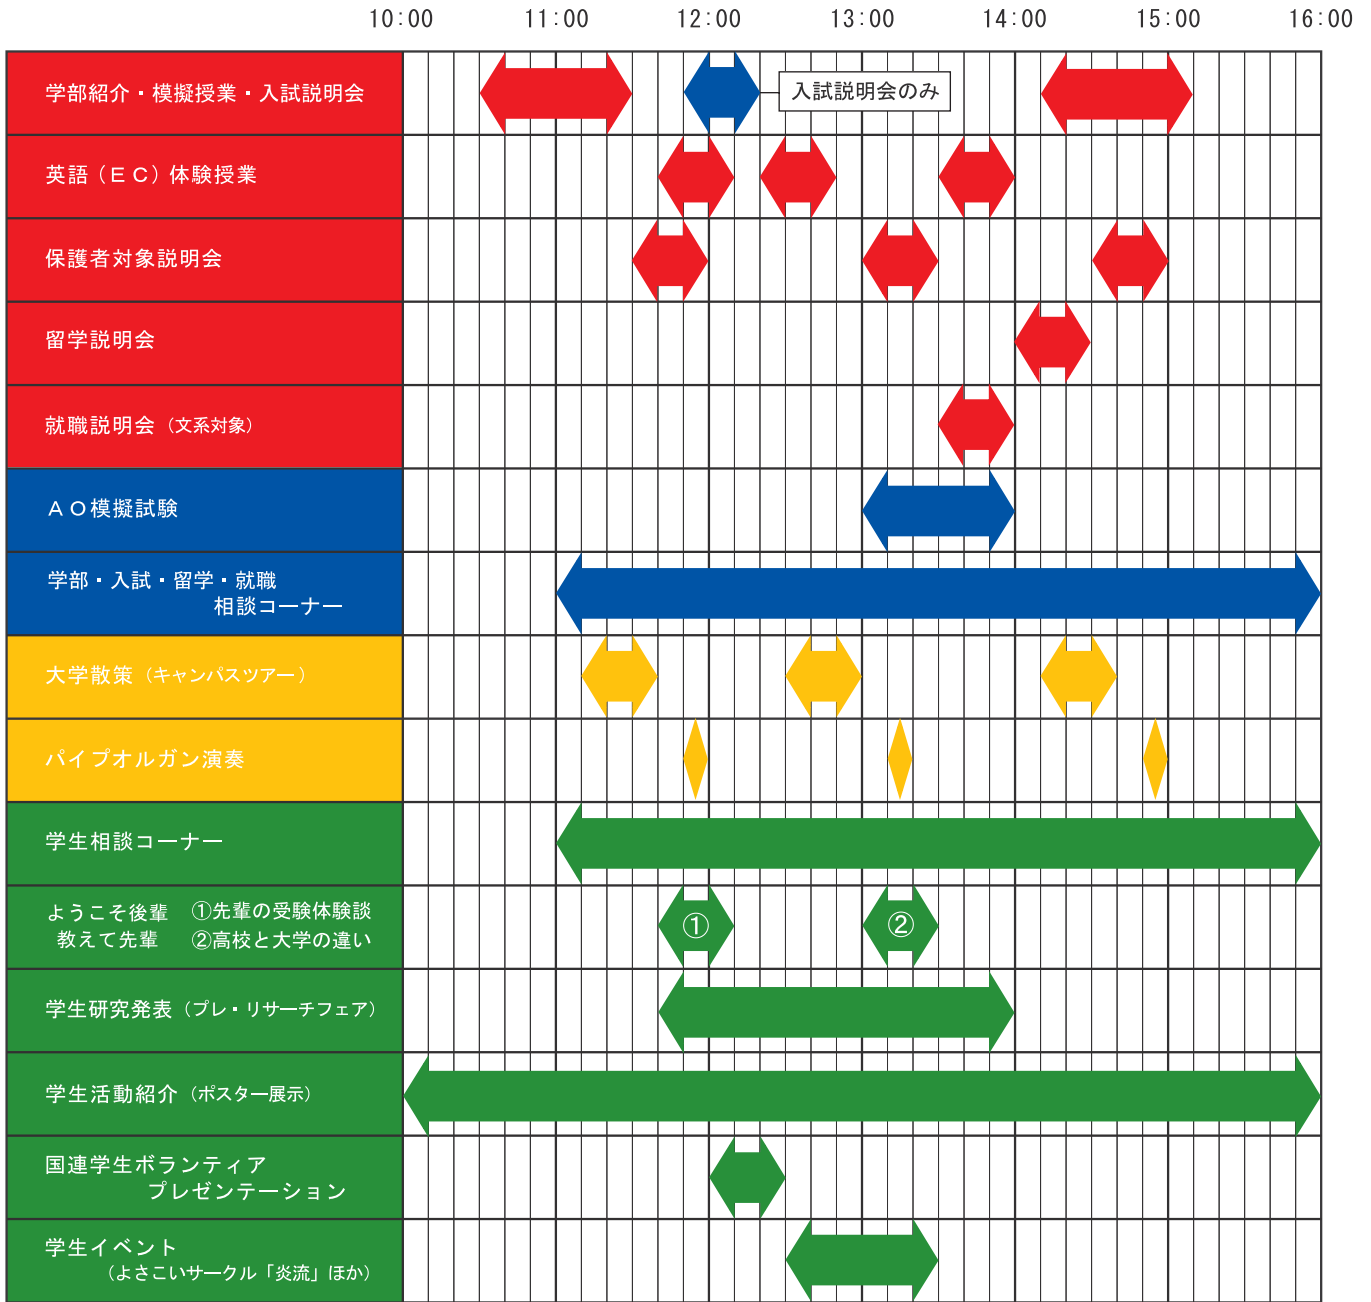 10:00 11:00 12:00 13:00 14:00 15:00 16:00
学部紹介・模擬授業・入試説明会
入試説明会のみ
英語（ＥＣ）体験授業
保護者対象説明会
留学説明会
就職説明会（文系対象）
ＡＯ模擬試験
学部・入試・留学・就職
相談コーナー
大学散策（キャンパスツアー）
パイプオルガン演奏
学生相談コーナー
ようこそ後輩 ①先輩の受験体験談
教えて先輩 ②高校と大学の違い
① ②
学生研究発表（プレ・リサーチフェア）
学生活動紹介（ポスター展示）
国連学生ボランティア
プレゼンテーション
学生イベント
（よさこいサークル「炎流」ほか）